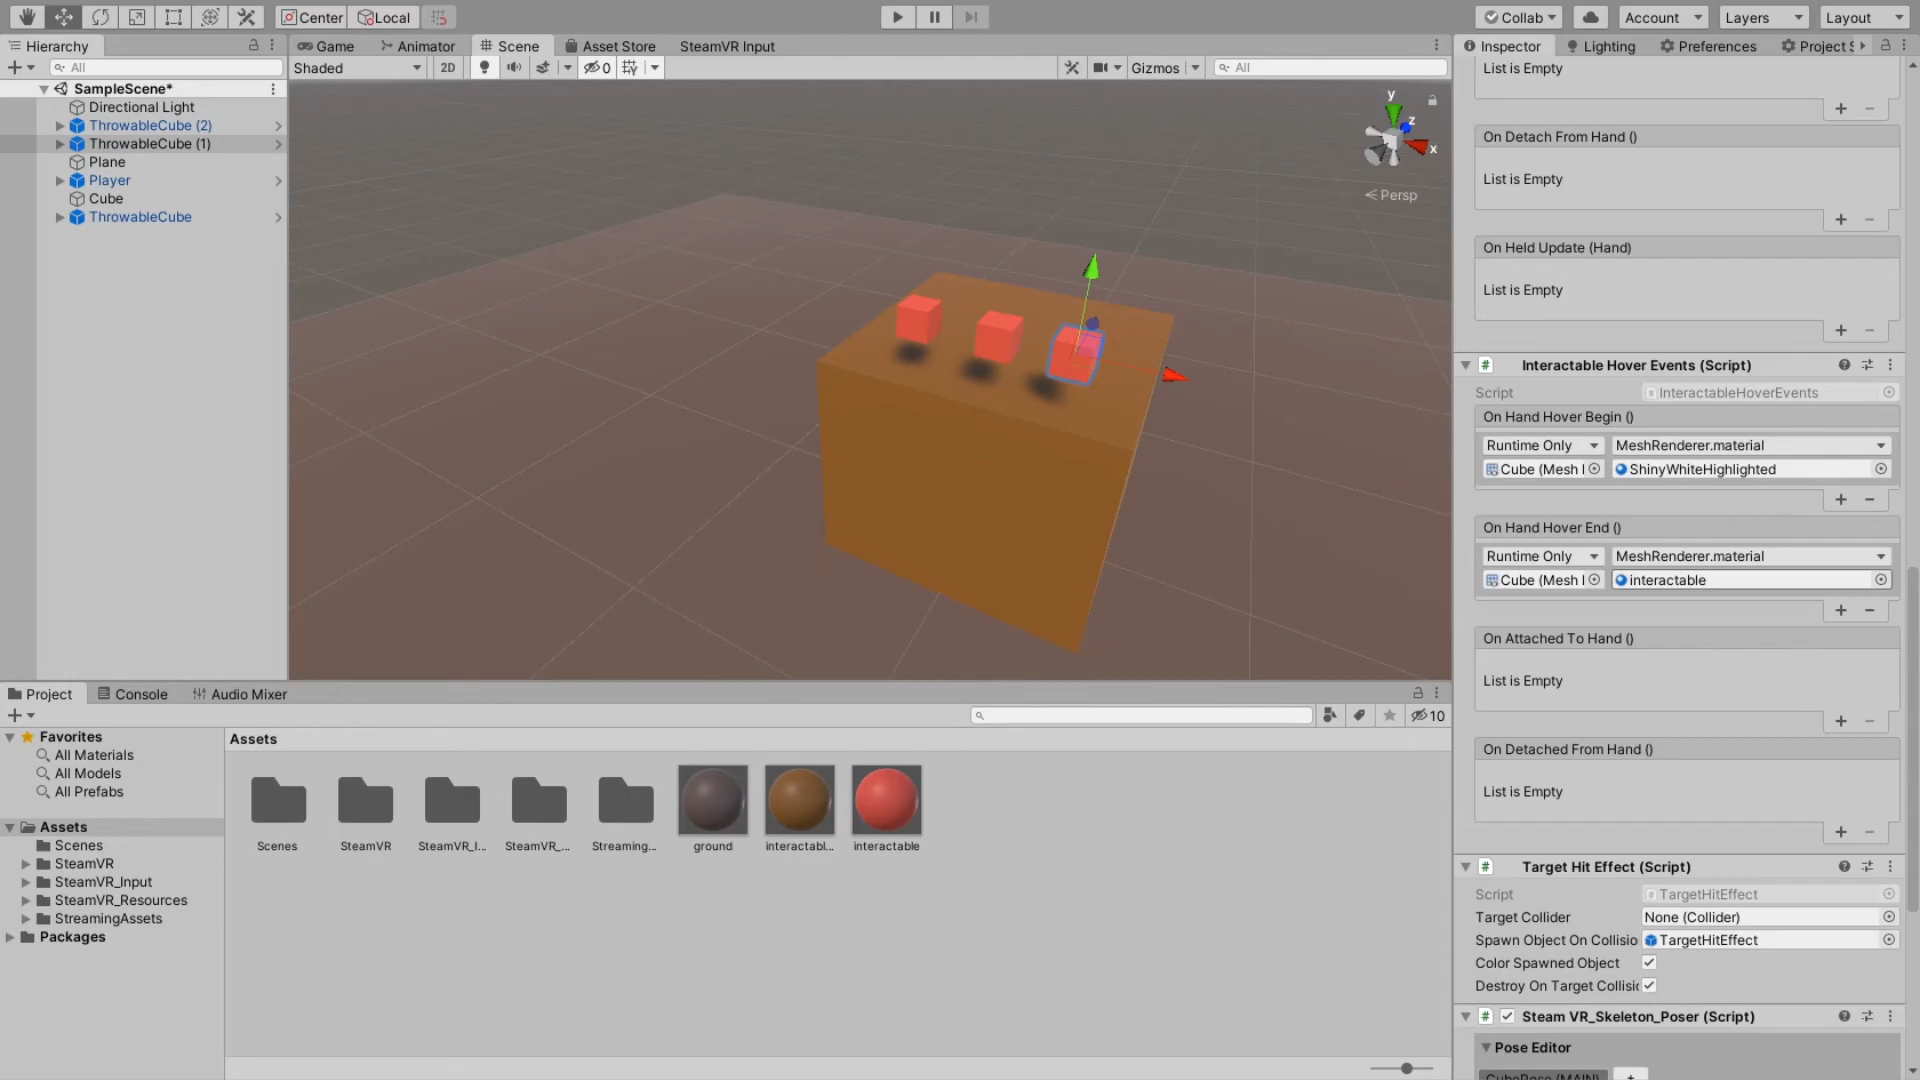 Center
Local
Collab
Account
Layers
Layout
Hierarchy
All
SampleScene*
Directional Light
ThrowableCube (2)
ThrowableCube (1)
Plane
Player
Cube
ThrowableCube
Game
Animator
Scene
Asset Store
SteamVR Input
Shaded
2D
0
Gizmos
All
y
z
x
Persp
Inspector
Lighting
Preferences
Project S
List is Empty
On Detach From Hand ()
List is Empty
On Held Update (Hand)
List is Empty
Interactable Hover Events (Script)
Script
InteractableHoverEvents
On Hand Hover Begin ()
Runtime Only
MeshRenderer.material
Cube (Mesh
ShinyWhiteHighlighted
On Hand Hover End ()
Runtime Only
MeshRenderer.material
Cube (Mesh
interactable
On Attached To Hand ()
List is Empty
On Detached From Hand ()
List is Empty
Target Hit Effect (Script)
Script
TargetHitEffect
Target Collider
None (Collider)
Spawn Object On Collisio
TargetHitEffect
Color Spawned Object
Destroy On Target Collisi
Steam VR_Skeleton_Poser (Script)
Pose Editor
CubePose (MAIN)
Project
Console
Audio Mixer
10
Favorites
All Materials
All Models
All Prefabs
Assets
Scenes
SteamVR
SteamVR_Input
SteamVR_Resources
StreamingAssets
Packages
Assets
Scenes
SteamVR
SteamVR_I...
SteamVR_...
Streaming...
ground
interactabl...
interactable